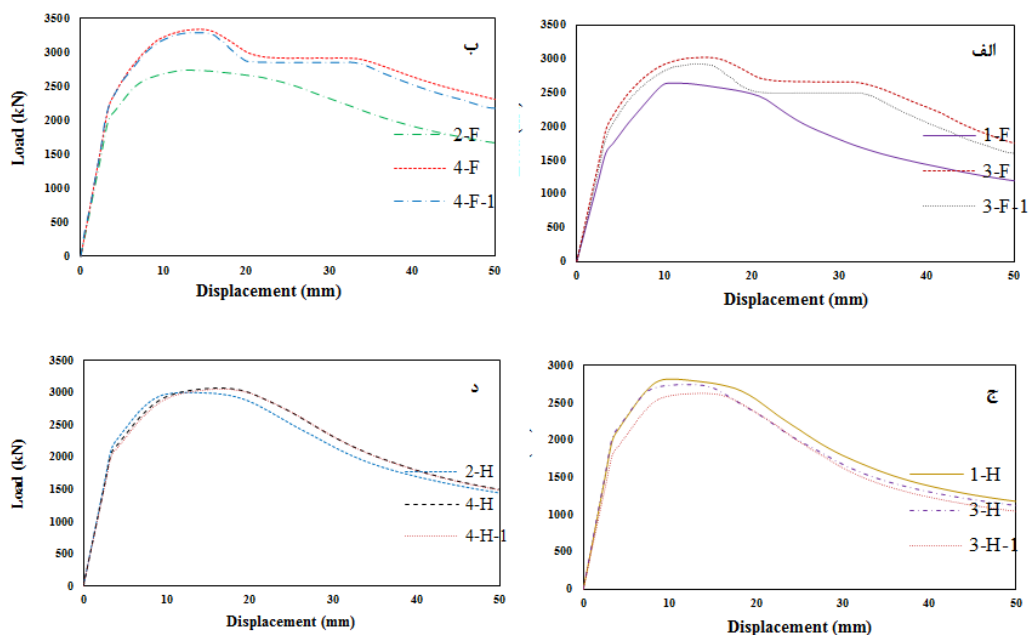 ب
3500
3000
2500
2000
1500
1000
500
0
Load (kN)
2-F
4-F
4-F-1
0 10 20 30 40 50
Displacement (mm)
الف
3500
3000
2500
2000
1500
1000
500
0
1-F
3-F
3-F-1
0 10 20 30 40 50
Displacement (mm)
د
3500
3000
2500
2000
1500
1000
500
0
Load (kN)
2-H
4-H
4-H-1
0 10 20 30 40 50
Displacement (mm)
ج
3000
2500
2000
1500
1000
500
0
1-H
3-H
3-H-1
0 10 20 30 40 50
Displacement (mm)